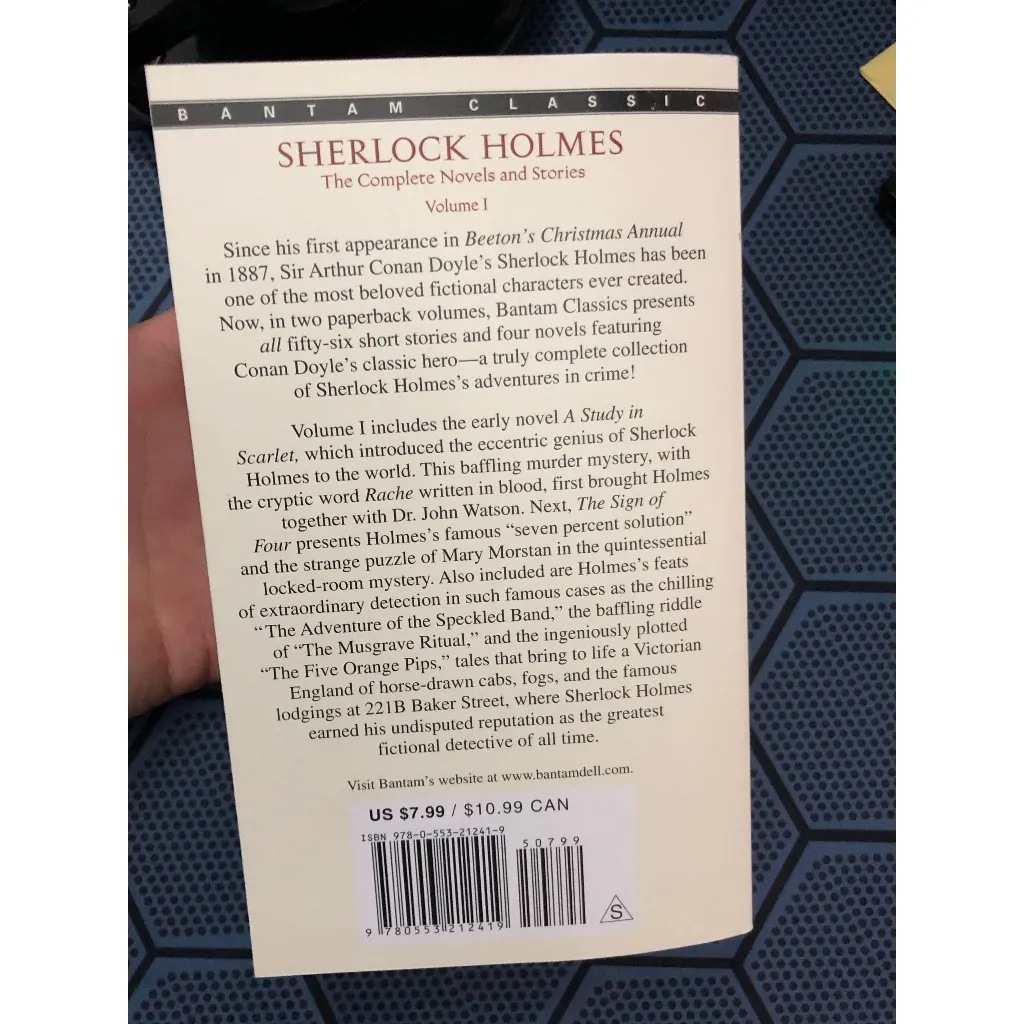 BANTAM CLASSIC
SHERLOCK HOLMES
The Complete Novels and Stories
Volume I
Since his first appearance in Beeton's Christmas Annual
in 1887, Sir Arthur Conan Doyle's Sherlock Holmes has been
one of the most beloved fictional characters ever created.
Now, in two paperback volumes, Bantam Classics presents
all fifty-six short stories and four novels featuring
Conan Doyle's classic hero—a truly complete collection
of Sherlock Holmes's adventures in crime!
Volume I includes the early novel A Study in
Scarlet, which introduced the eccentric genius of Sherlock
Holmes to the world. This baffling murder mystery, with
the cryptic word Rache written in blood, first brought Holmes
together with Dr. John Watson. Next, The Sign of
Four presents Holmes's famous “seven percent solution”
and the strange puzzle of Mary Morstan in the quintessential
locked-room mystery. Also included are Holmes's feats
of extraordinary detection in such famous cases as the chilling
“The Adventure of the Speckled Band,” the baffling riddle
of “The Musgrave Ritual,” and the ingeniously plotted
“The Five Orange Pips,” tales that bring to life a Victorian
England of horse-drawn cabs, fogs, and the famous
lodgings at 221B Baker Street, where Sherlock Holmes
earned his undisputed reputation as the greatest
fictional detective of all time.
Visit Bantam's website at www.bantamdell.com.
US $7.99 / $10.99 CAN
ISBN 978-0-553-21241-9
50799
9 780553 212419
S